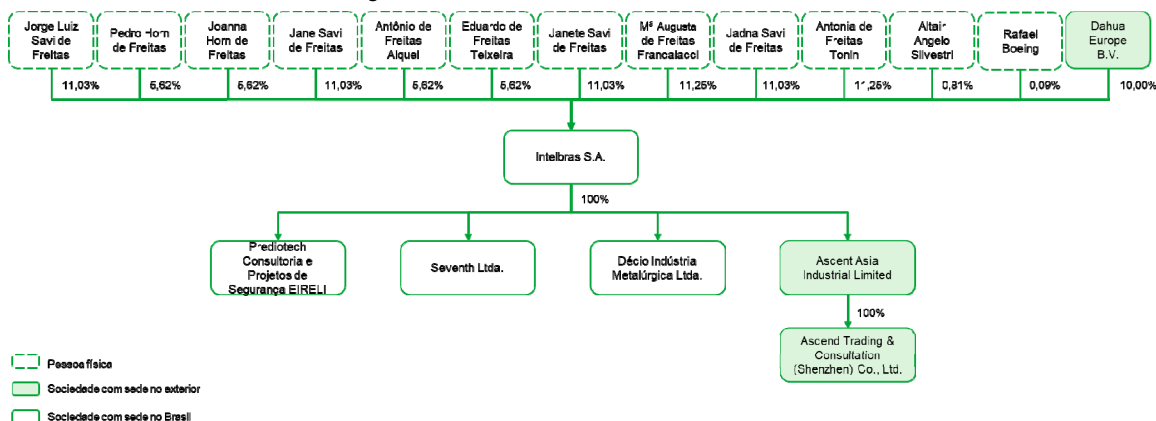 Jorge Luiz
Savi de
Freitas
Pedro Horn
de Freitas
Joanna
Horn de
Freitas
Jane Savi
de Freitas
Antônio de
Freitas
Aiquel
Eduardo de
Freitas
Teixeira
Janete Savi
de Freitas
Mª Augusta
de Freitas
Francalacci
Jadna Savi
de Freitas
Antonia de
Freitas
Tonin
Altair
Angelo
Silvestri
Rafael
Boeing
Dahua
Europe
B.V.
11,03%
5,62%
5,62%
11,03%
5,62%
5,62%
11,03%
11,25%
11,03%
11,25%
0,81%
0,09%
10,00%
Intelbras S.A.
100%
Prediotech
Consultoria e
Projetos de
Segurança EIRELI
Seventh Ltda.
Décio Indústria
Metalúrgica Ltda.
Ascent Asia
Industrial Limited
100%
Ascend Trading &
Consultation
(Shenzhen) Co., Ltd.
Pessoa física
Sociedade com sede no exterior
Sociedade com sede no Brasil